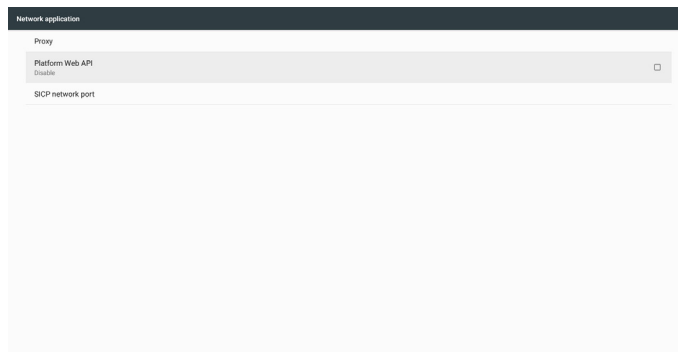 Network application
Proxy
Platform Web API
Disable
SICP network port